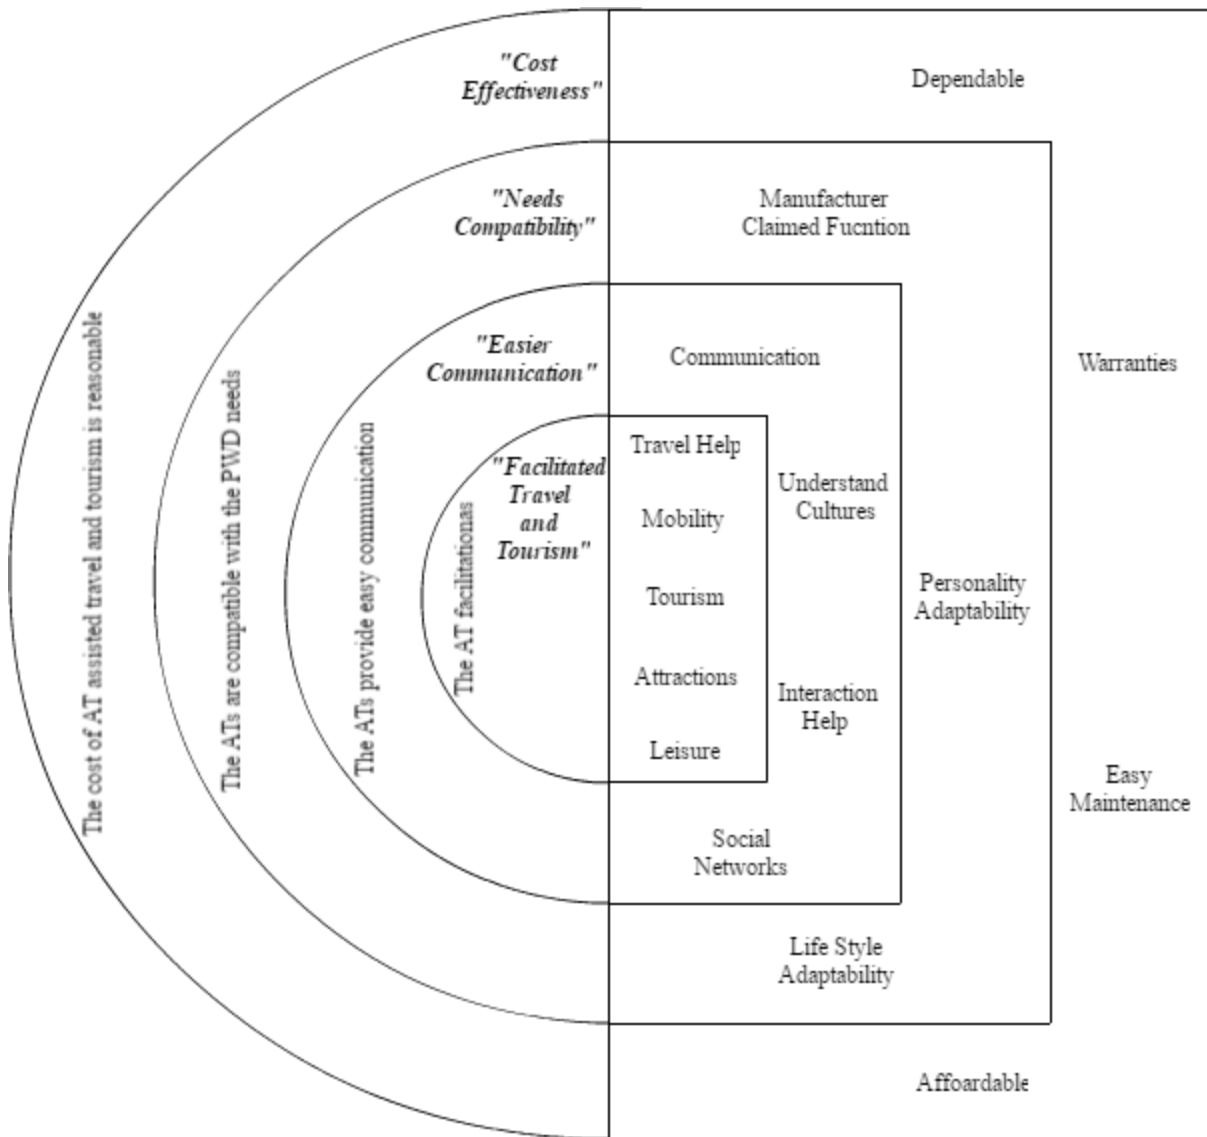 "Cost
Effectiveness"
Dependable
"Needs
Compatibility"
Manufacturer
Claimed Fucntion
"Easier
Communication"
Communication
Warranties
"Facilitated
Travel
and
Tourism"
Travel Help
Mobility
Tourism
Attractions
Leisure
Understand
Cultures
Interaction
Help
Social
Networks
Personality
Adaptability
Life Style
Adaptability
Easy
Maintenance
Affoardable
The cost of AT assisted travel and tourism is reasonable
The ATs are compatible with the PWD needs
The ATs provide easy communication
The AT facilitationas